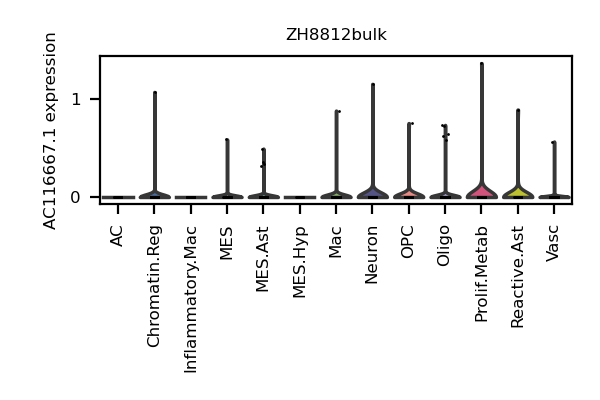 ZH8812bulk
AC116667.1 expression
1
0
AC
Chromatin.Reg
Inflammatory.Mac
MES
MES.Ast
MES.Hyp
Mac
Neuron
OPC
Oligo
Prolif.Metab
Reactive.Ast
Vasc